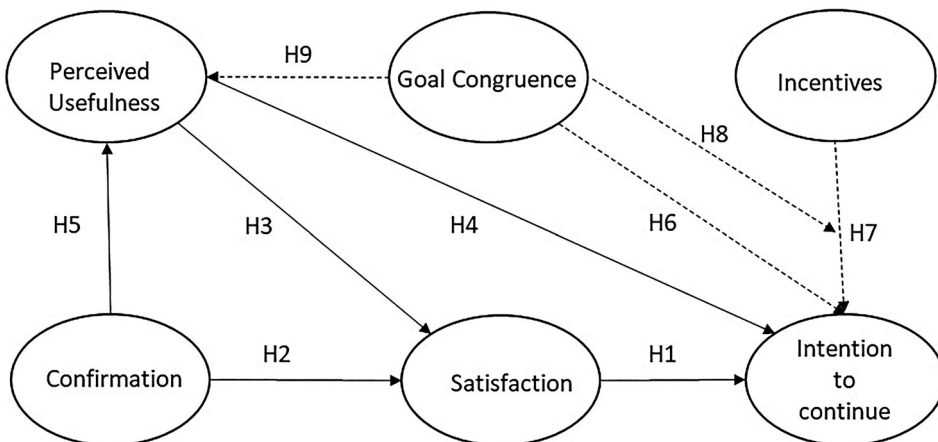 H9
Perceived
Usefulness
Goal Congruence
Incentives
H8
H5
H3
H4
H6
H7
H2
H1
Confirmation
Satisfaction
Intention
to
continue